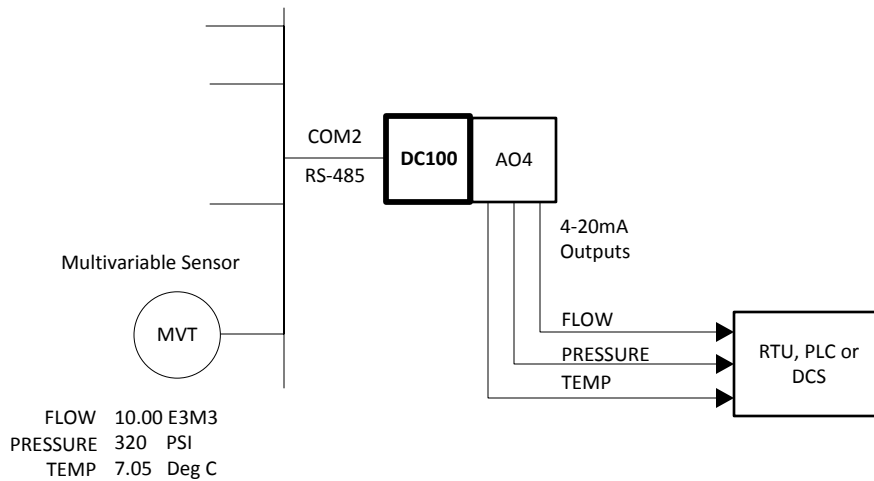 COM2
RS-485
DC100
AO4
4-20mA
Outputs
Multivariable Sensor
MVT
FLOW
PRESSURE
TEMP
RTU, PLC or
DCS
FLOW 10.00 E3M3
PRESSURE 320 PSI
TEMP 7.05 Deg C